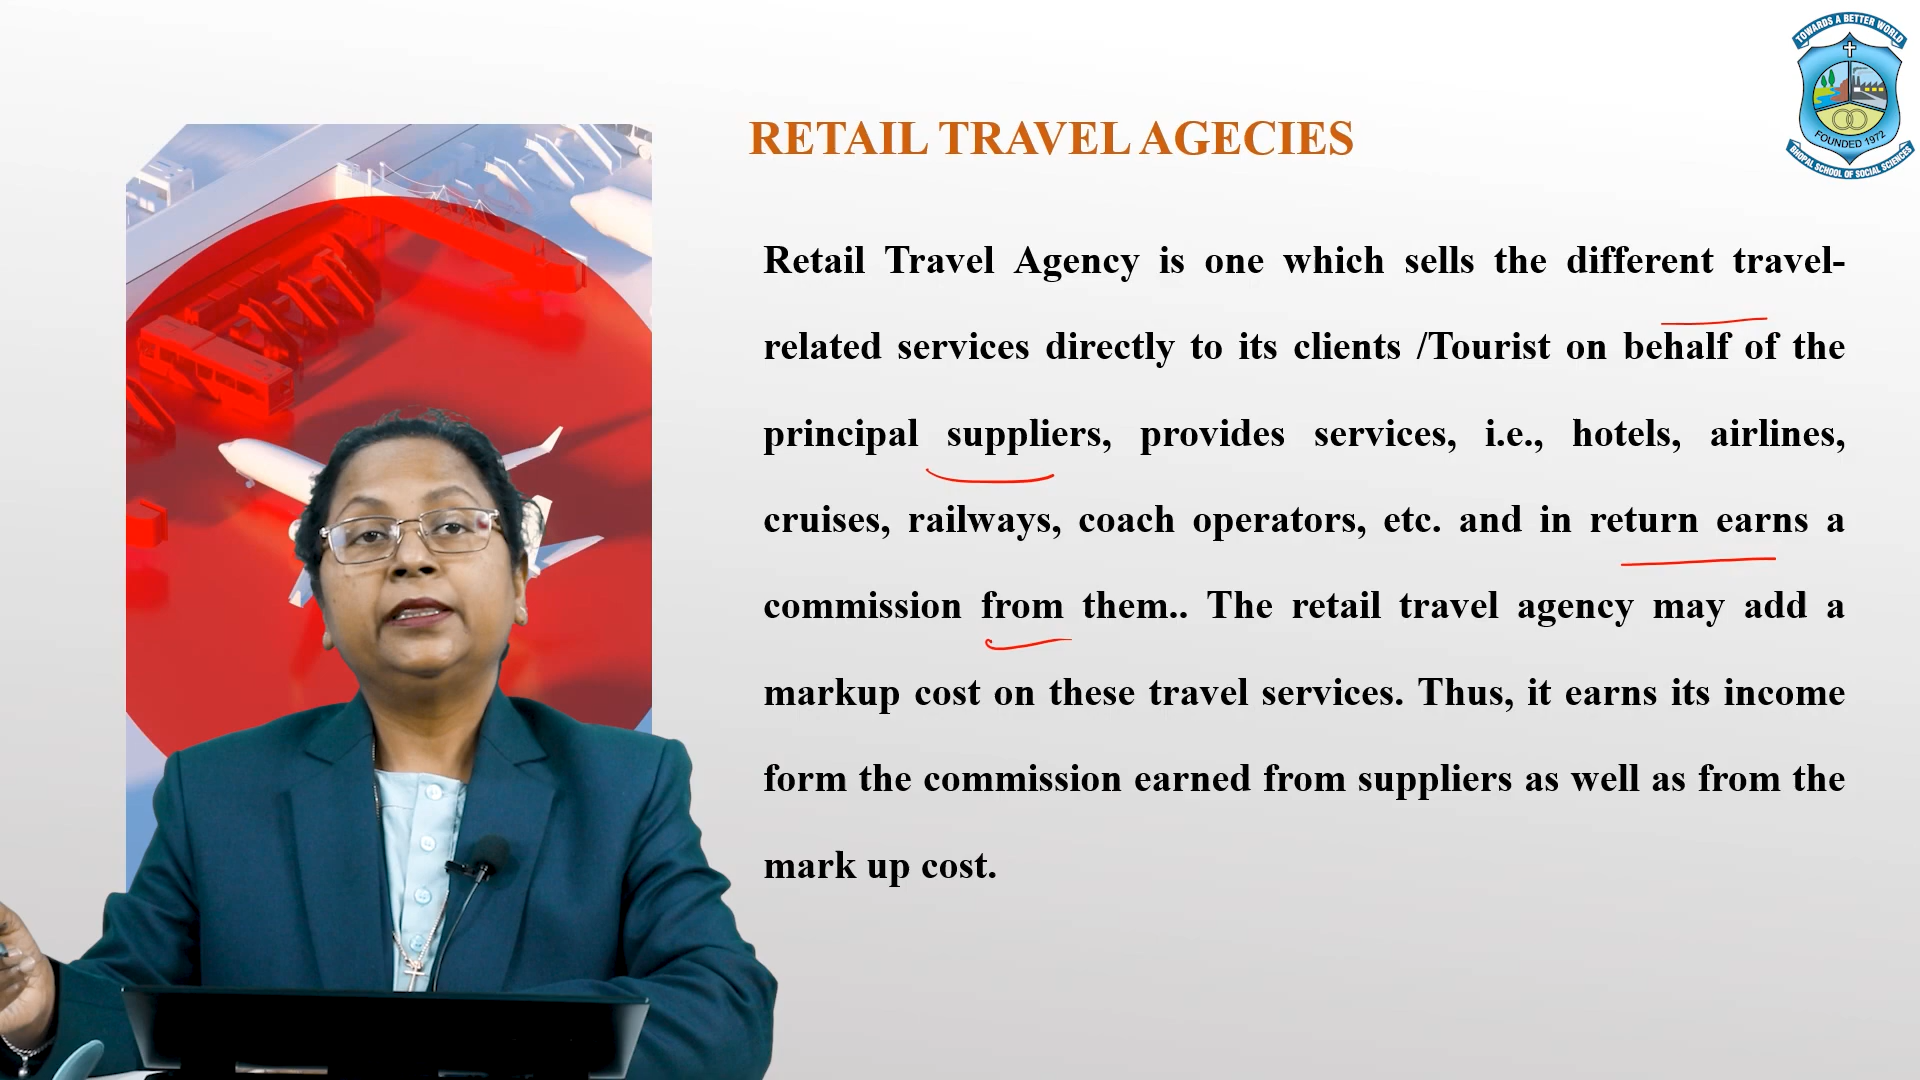 TOWARDS A BETTER WORLD
FOUNDED 1972
BHOPAL SCHOOL OF SOCIAL SCIENCES
RETAIL TRAVEL AGECIES
Retail Travel Agency is one which sells the different travel-
related services directly to its clients /Tourist on behalf of the
principal suppliers, provides services, i.e., hotels, airlines,
cruises, railways, coach operators, etc. and in return earns a
commission from them.. The retail travel agency may add a
markup cost on these travel services. Thus, it earns its income
form the commission earned from suppliers as well as from the
mark up cost.